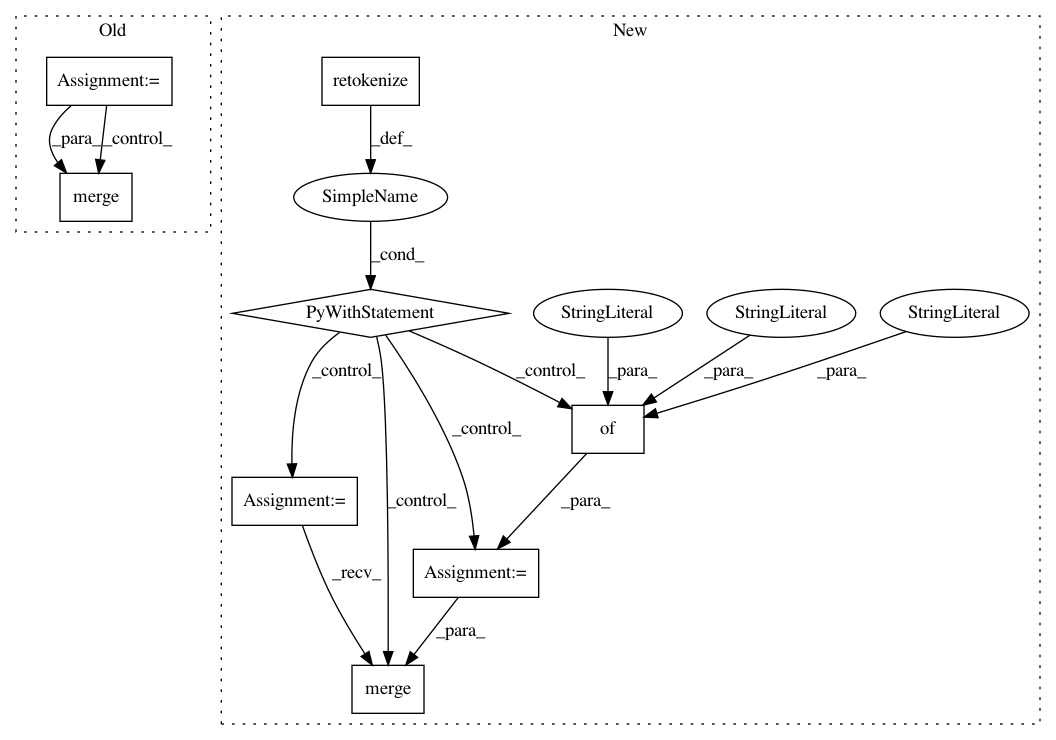 Old
New
Assignment:=
retokenize
_para_
_control_
_def_
merge
SimpleName
_cond_
PyWithStatement
StringLiteral
StringLiteral
StringLiteral
_control_
_control_
_para_
_para_
_para_
_control_
of
Assignment:=
_control_
_para_
_recv_
Assignment:=
_para_
merge